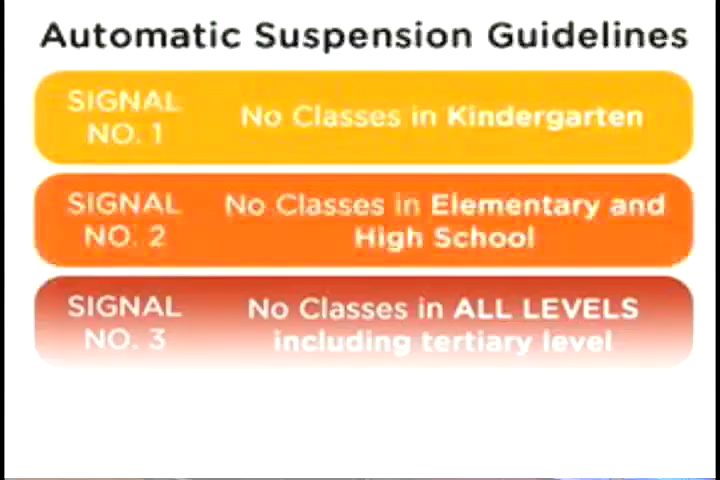 Automatic Suspension Guidelines
SIGNAL NO. 1
No Classes in Kindergarten
SIGNAL NO. 2
No Classes in Elementary and
High School
SIGNAL NO. 3
No Classes in ALL LEVELS
including tertiary level